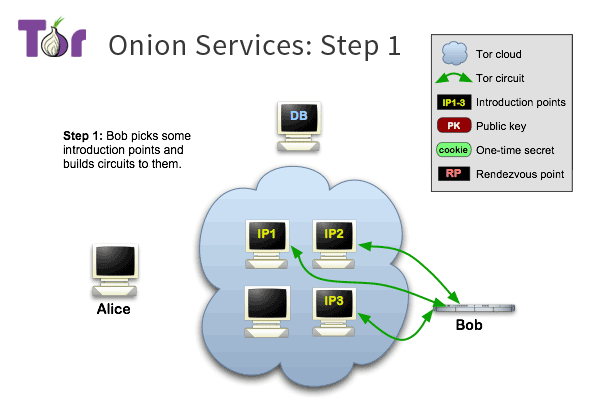 Tor
Onion Services: Step 1
Tor cloud
Tor circuit
IP1-3 Introduction points
PK Public key
cookie One-time secret
RP Rendezvous point
Step 1: Bob picks some
introduction points and
builds circuits to them.
DB
IP1
IP2
IP3
Alice
Bob